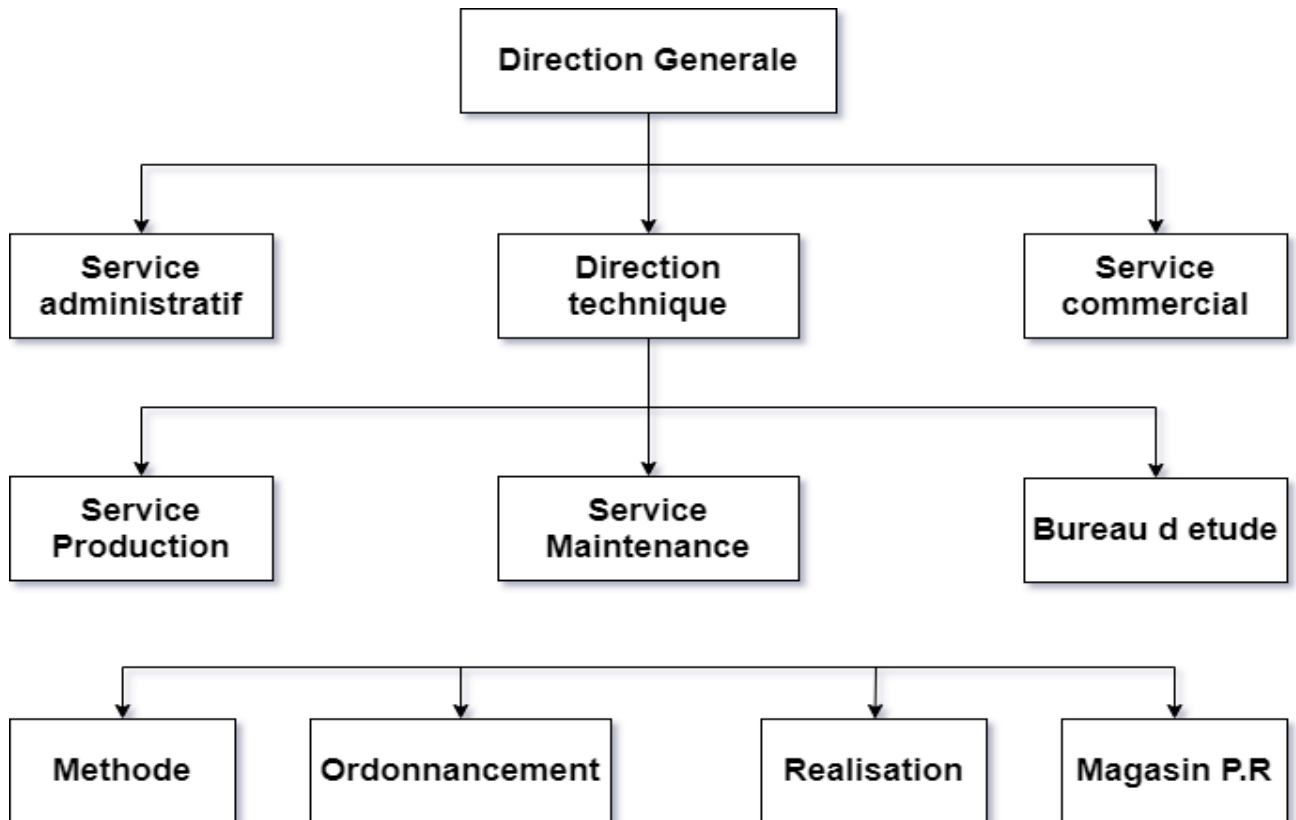 Direction Generale
Service
administratif
Direction
technique
Service
commercial
Service
Production
Service
Maintenance
Bureau d etude
Methode
Ordonnancement
Realisation
Magasin P.R